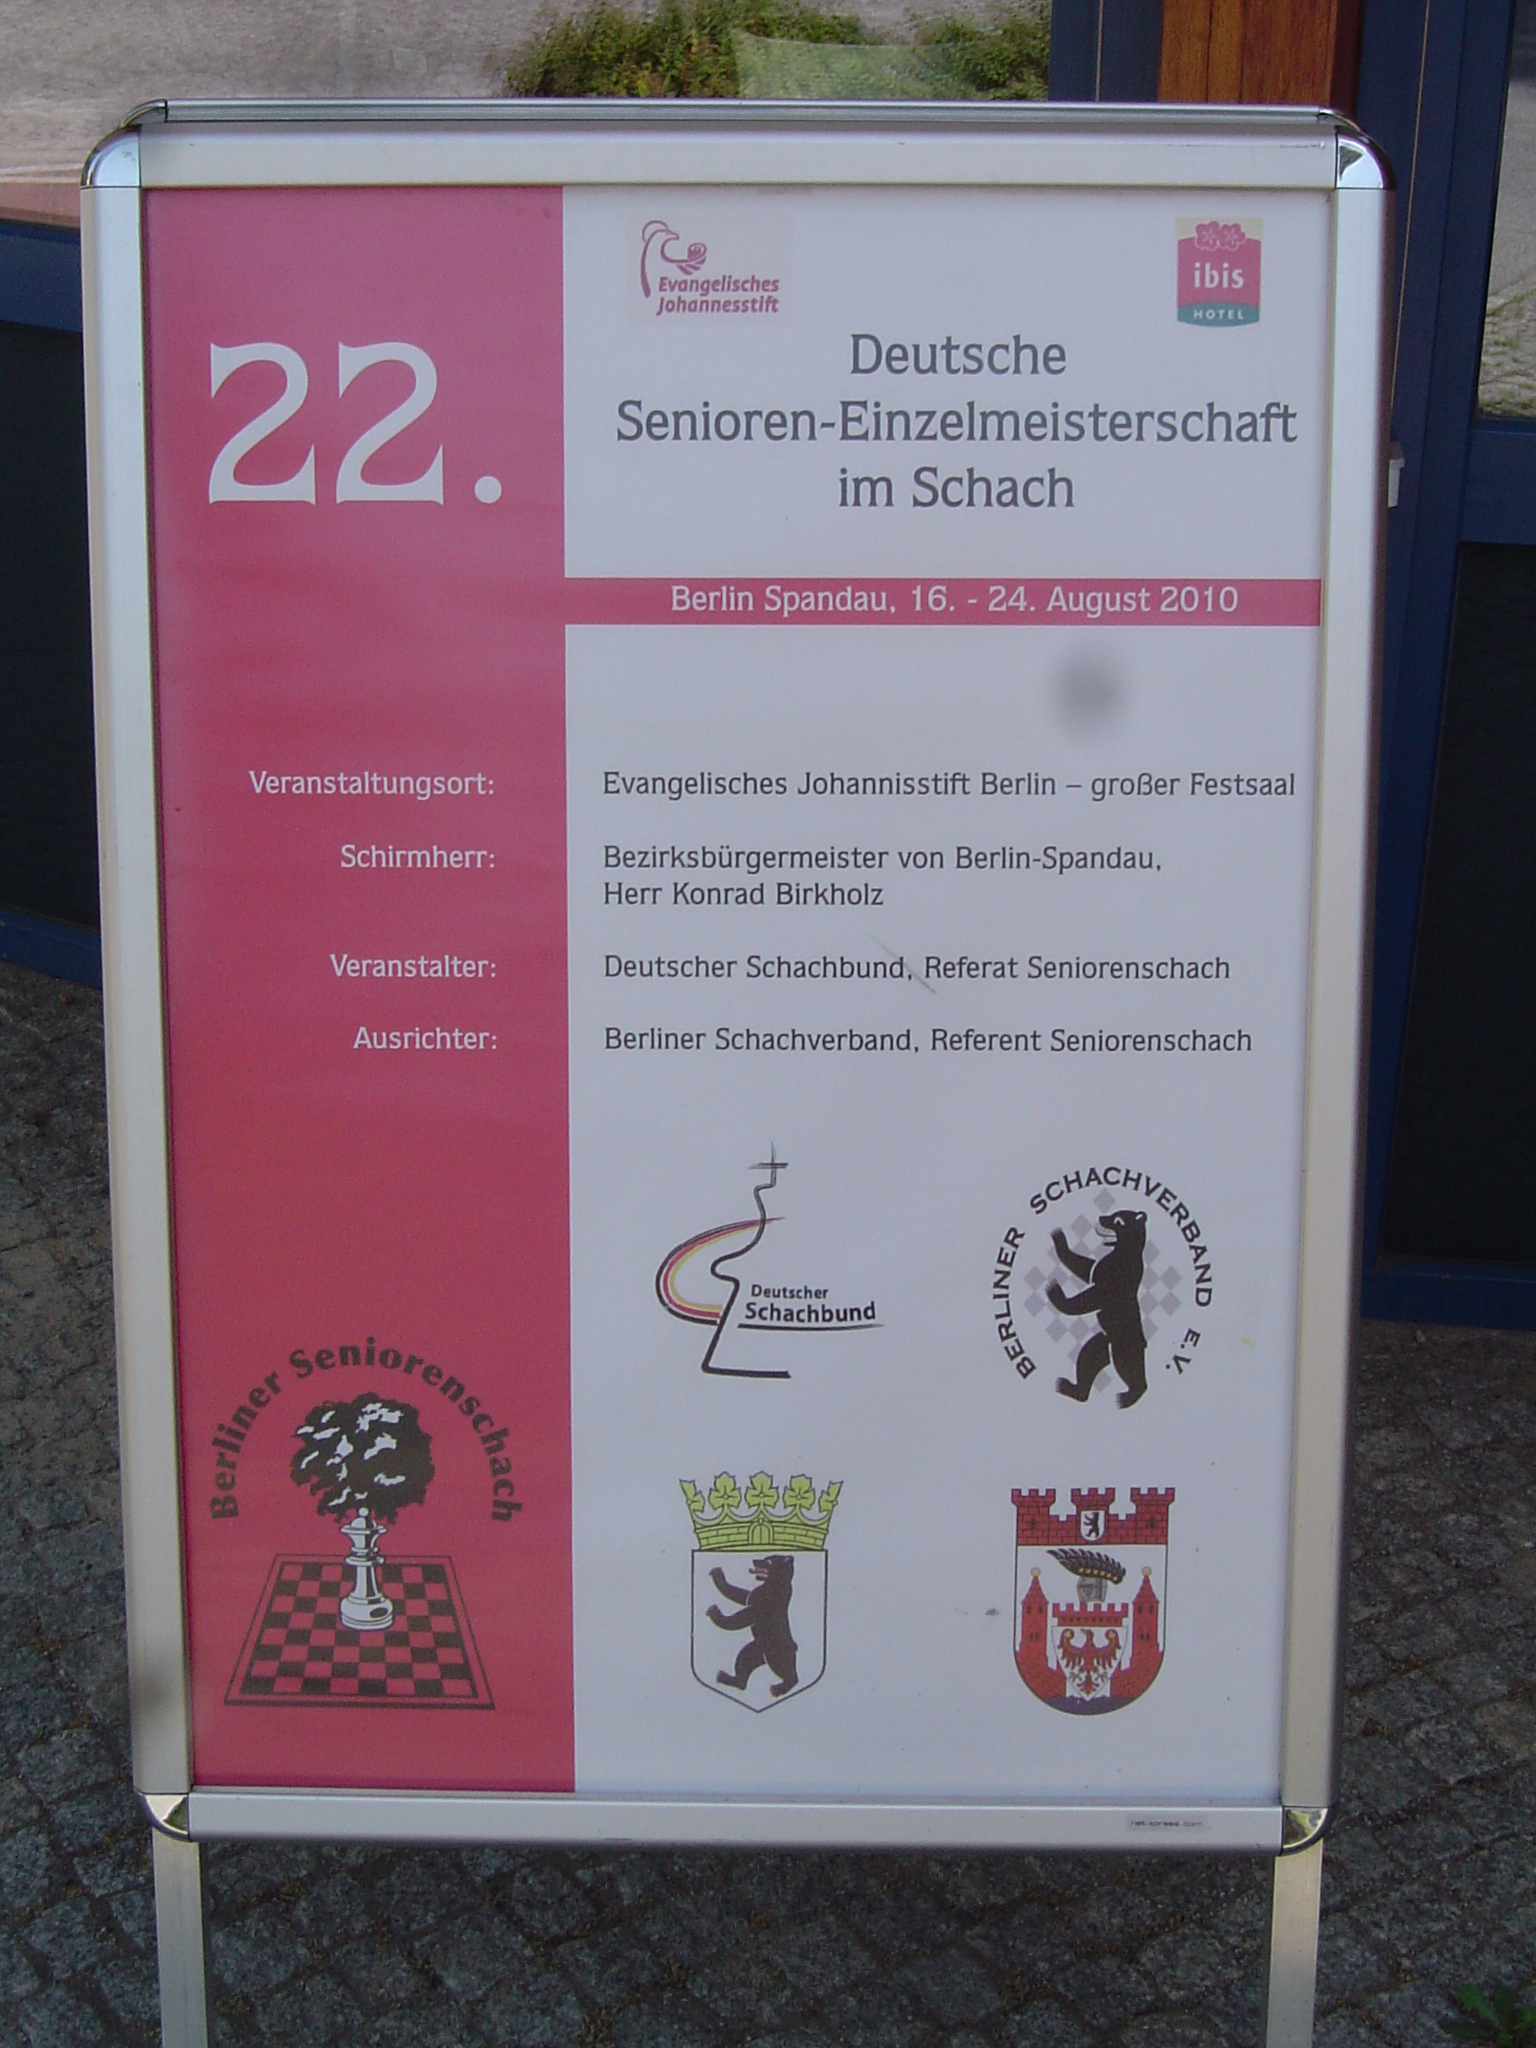 Evangelisches
Johannesstift
ibis
HOTEL
22.
Deutsche
Senioren-Einzelmeisterschaft
im Schach
Berlin Spandau, 16. - 24. August 2010
Veranstaltungsort: Evangelisches Johannisstift Berlin – großer Festsaal
Schirmherr: Bezirksbürgermeister von Berlin-Spandau,
Herr Konrad Birkholz
Veranstalter: Deutscher Schachbund, Referat Seniorenschach
Ausrichter: Berliner Schachverband, Referent Seniorenschach
Deutscher
Schachbund
BERLINER SCHACHVERBAND E.V.
Berliner Seniorenschach